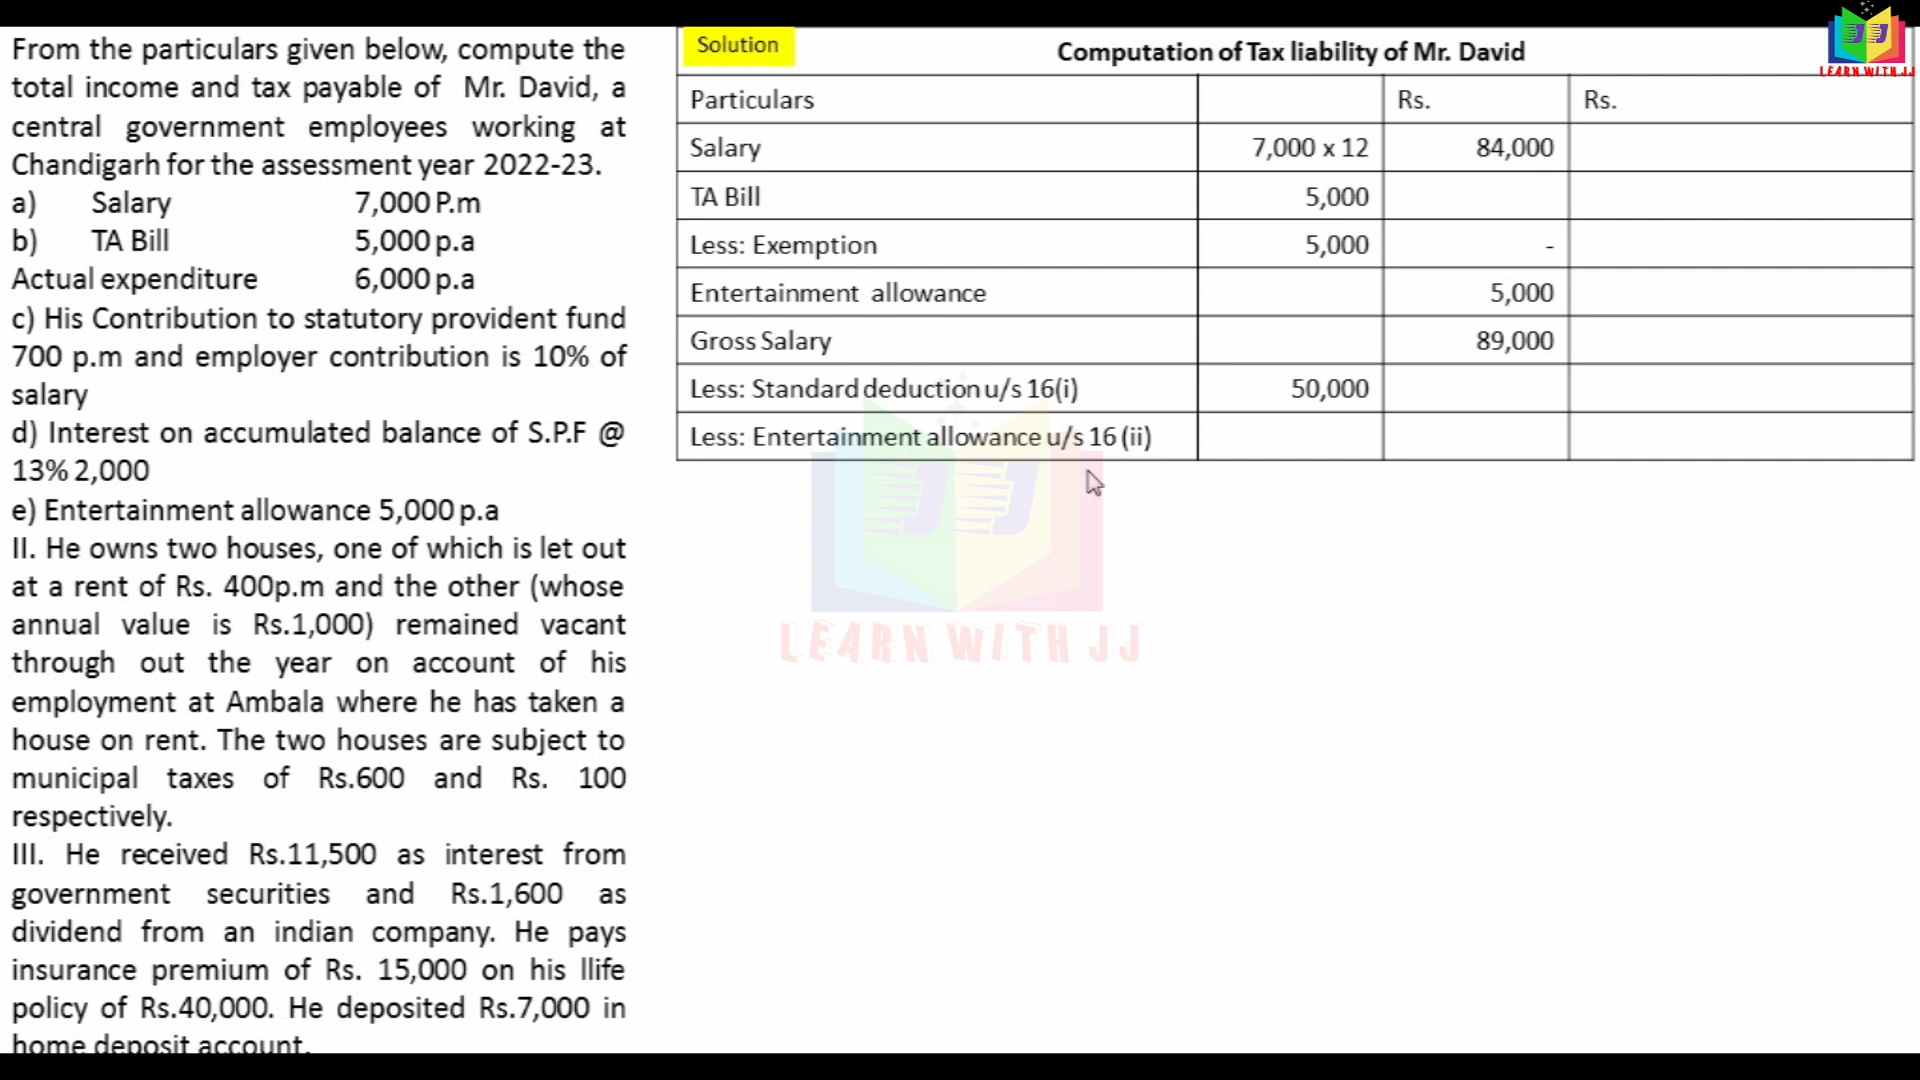 From the particulars given below, compute the
total income and tax payable of Mr. David, a
central government employees working at
Chandigarh for the assessment year 2022-23.
a) Salary 7,000 P.m
b) TA Bill 5,000 p.a
Actual expenditure 6,000 p.a
c) His Contribution to statutory provident fund
700 p.m and employer contribution is 10% of
salary
d) Interest on accumulated balance of S.P.F @
13% 2,000
e) Entertainment allowance 5,000 p.a
II. He owns two houses, one of which is let out
at a rent of Rs. 400p.m and the other (whose
annual value is Rs.1,000) remained vacant
through out the year on account of his
employment at Ambala where he has taken a
house on rent. The two houses are subject to
municipal taxes of Rs.600 and Rs. 100
respectively.
III. He received Rs.11,500 as interest from
government securities and Rs.1,600 as
dividend from an indian company. He pays
insurance premium of Rs. 15,000 on his llife
policy of Rs.40,000. He deposited Rs.7,000 in
home deposit account.
Solution
Computation of Tax liability of Mr. David
Particulars Rs. Rs.
Salary 7,000 x 12 84,000
TA Bill 5,000
Less: Exemption 5,000 -
Entertainment allowance 5,000
Gross Salary 89,000
Less: Standard deduction u/s 16(i) 50,000
Less: Entertainment allowance u/s 16 (ii)
JJ
LEARN WITH JJ
JJ
LEARN WITH JJ